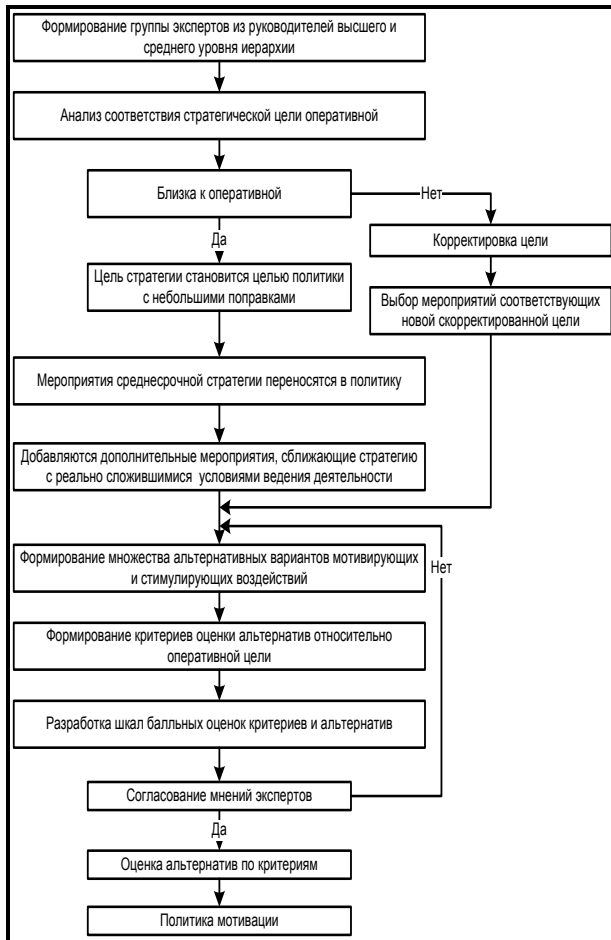 Формирование группы экспертов из руководителей высшего и
среднего уровня иерархии
Анализ соответствия стратегической цели оперативной
Близка к оперативной
Нет
Да
Корректировка цели
Цель стратегии становится целью политики
с небольшими поправками
Выбор мероприятий соответствующих
новой скорректированной цели
Мероприятия среднесрочной стратегии переносятся в политику
Добавляются дополнительные мероприятия, сближающие стратегию
с реально сложившимися условиями ведения деятельности
Формирование множества альтернативных вариантов мотивирующих
и стимулирующих воздействий
Нет
Формирование критериев оценки альтернатив относительно
оперативной цели
Разработка шкал балльных оценок критериев и альтернатив
Согласование мнений экспертов
Да
Оценка альтернатив по критериям
Политика мотивации